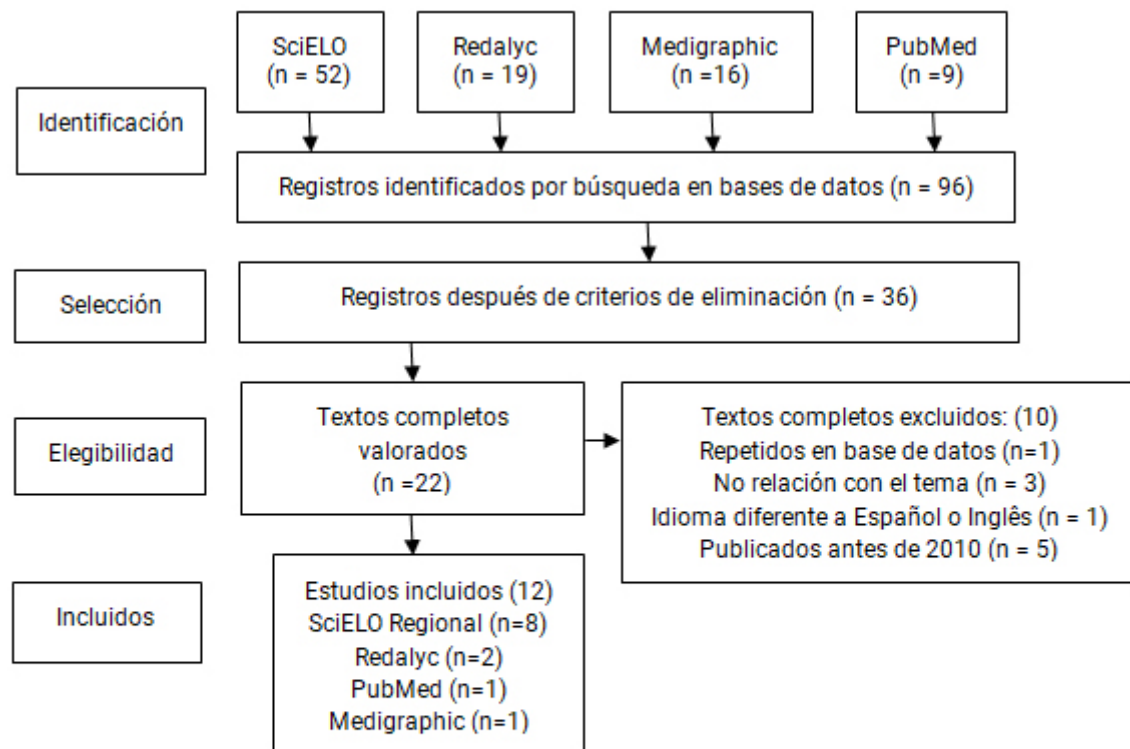 SciELO
(n = 52)
Redalyc
(n = 19)
Medigraphic
(n =16)
PubMed
(n =9)
Identificación
Registros identificados por búsqueda en bases de datos (n = 96)
Selección
Registros después de criterios de eliminación (n = 36)
Elegibilidad
Textos completos
valorados
(n =22)
Textos completos excluidos: (10)
Repetidos en base de datos (n=1)
No relación con el tema (n = 3)
Idioma diferente a Español o Inglês (n = 1)
Publicados antes de 2010 (n = 5)
Incluidos
Estudios incluidos (12)
SciELO Regional (n=8)
Redalyc (n=2)
PubMed (n=1)
Medigraphic (n=1)